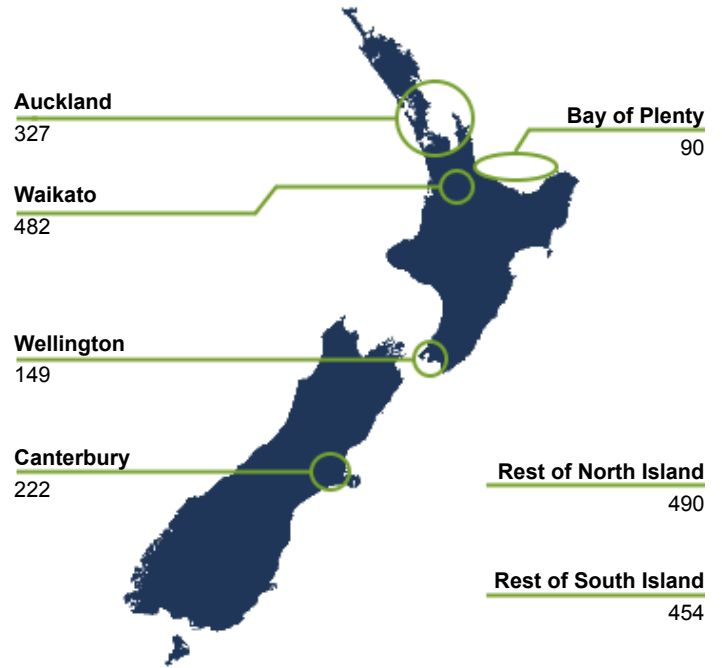 Auckland
327
Bay of Plenty
90
Waikato
482
Wellington
149
Canterbury
222
Rest of North Island
490
Rest of South Island
454